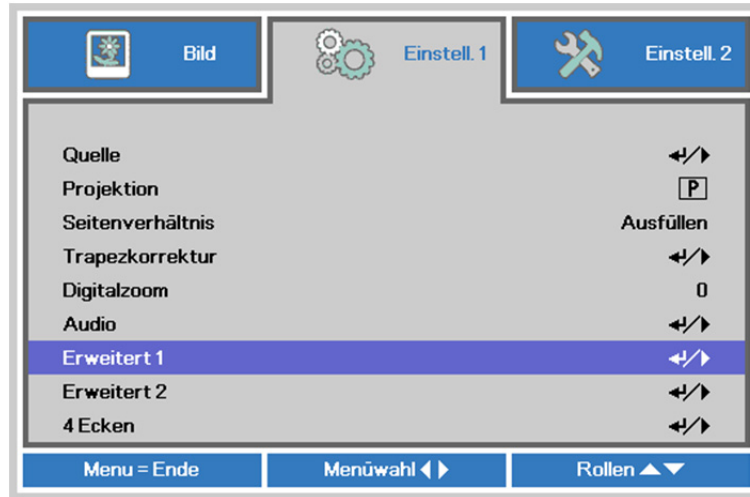 Bild
Einstell. 1
Einstell. 2
Quelle
Projektion P
Seitenverhältnis Ausfüllen
Trapezkorrektur
Digitalzoom 0
Audio
Erweitert 1
Erweitert 2
4 Ecken
Menu = Ende
Menüwahl
Rollen